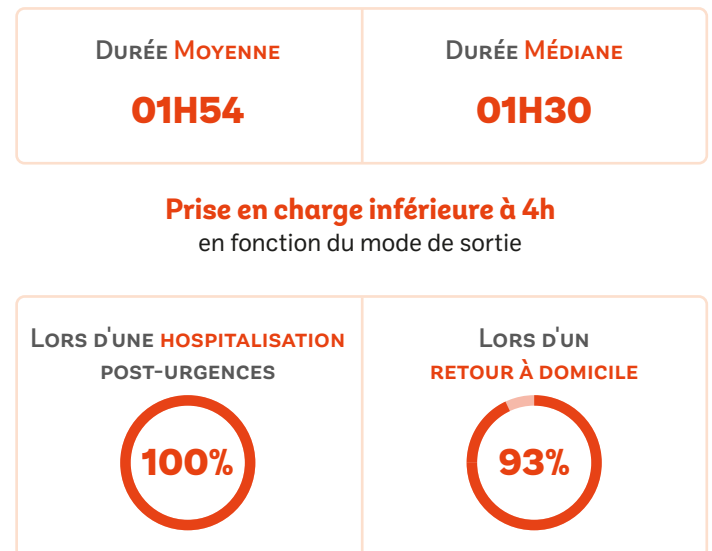 Durée Moyenne
01H54
Durée Médiane
01H30
Prise en charge inférieure à 4h
en fonction du mode de sortie
Lors d'une hospitalisation
post-urgences
100%
Lors d'un
retour à domicile
93%